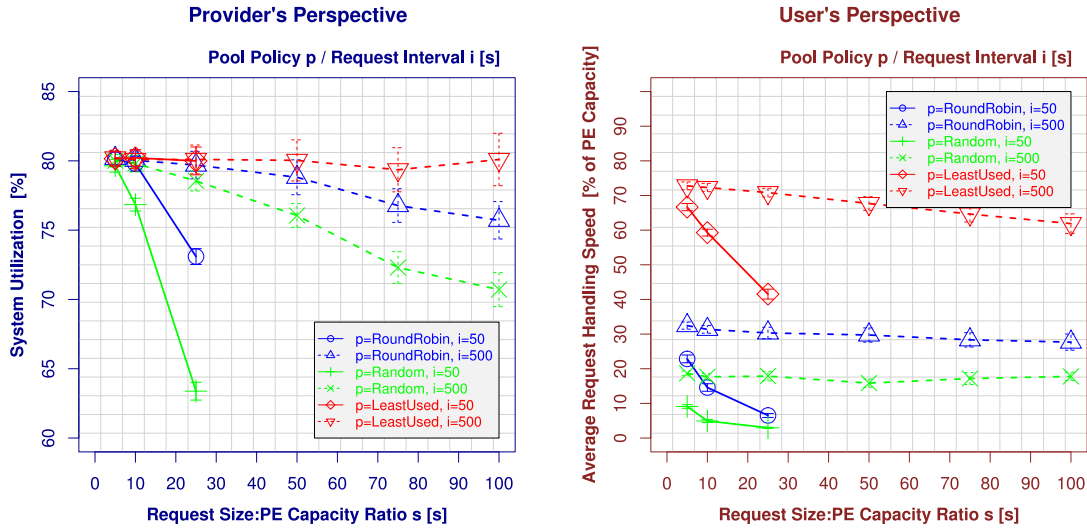 Provider's Perspective
Pool Policy p / Request Interval i [s]
System Utilization [%]
85
80
75
70
65
60
p=RoundRobin, i=50
p=RoundRobin, i=500
p=Random, i=50
p=Random, i=500
p=LeastUsed, i=50
p=LeastUsed, i=500
0 10 20 30 40 50 60 70 80 90 100
Request Size:PE Capacity Ratio s [s]
User's Perspective
Pool Policy p / Request Interval i [s]
Average Request Handling Speed [% of PE Capacity]
90
80
70
60
50
40
30
20
10
0
p=RoundRobin, i=50
p=RoundRobin, i=500
p=Random, i=50
p=Random, i=500
p=LeastUsed, i=50
p=LeastUsed, i=500
0 10 20 30 40 50 60 70 80 90 100
Request Size:PE Capacity Ratio s [s]